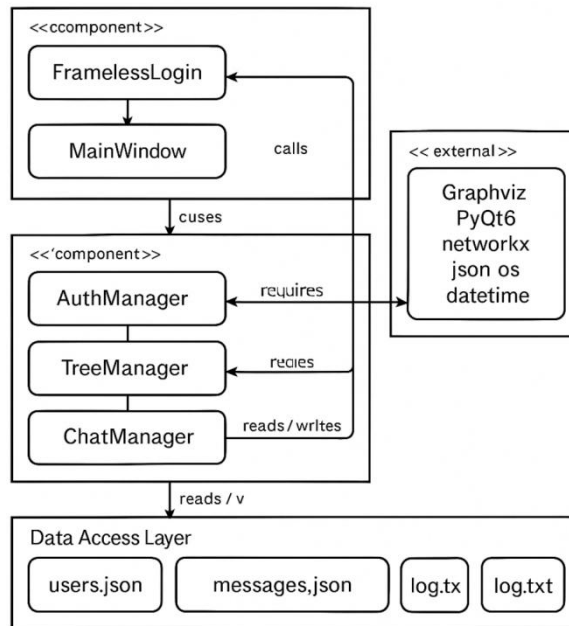 <<ccomponent>>
FramelessLogin
MainWindow
calls
<< external >>
Graphviz
PyQt6
networkx
json os
datetime
cuses
<<'component>>
AuthManager
requires
TreeManager
ChatManager
reads / wrltes
reads / v
Data Access Layer
users.json
messages,json
log.tx
log.txt